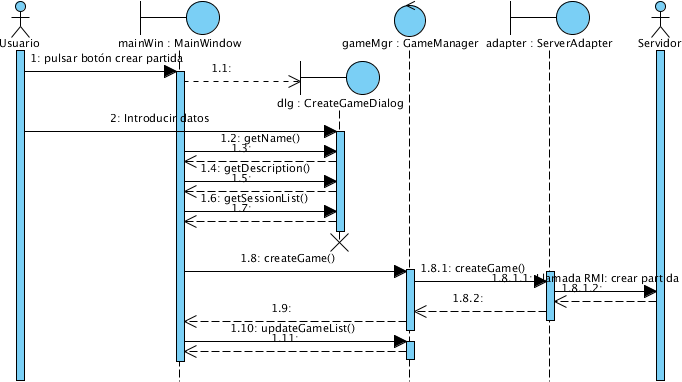 Usuario
mainWin : MainWindow
gameMgr : GameManager
adapter : ServerAdapter
Servidor
1: pulsar botón crear partida
1.1:
dlg : CreateGameDialog
2: Introducir datos
1.2: getName()
1.3:
1.4: getDescription()
1.5:
1.6: getSessionList()
1.7:
1.8: createGame()
1.8.1: createGame()
1.8.1.1: Llamada RMI: crear partida
1.8.1.2:
1.8.2:
1.9:
1.10: updateGameList()
1.11: